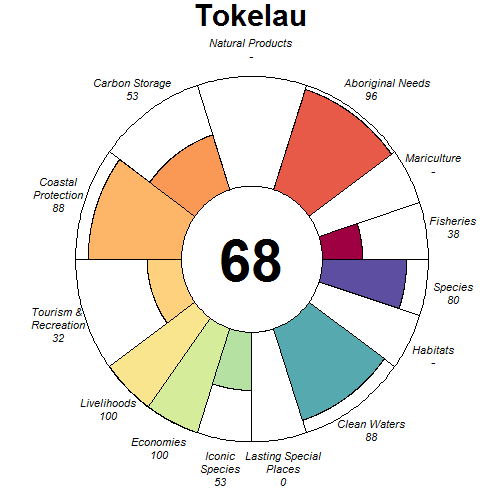 Tokelau
Natural Products
-
Aboriginal Needs
96
Mariculture
-
Fisheries
38
Species
80
Habitats
-
Clean Waters
88
Lasting Special
Places
0
Iconic
Species
53
Economies
100
Livelihoods
100
Tourism &
Recreation
32
Coastal
Protection
88
Carbon Storage
53
68